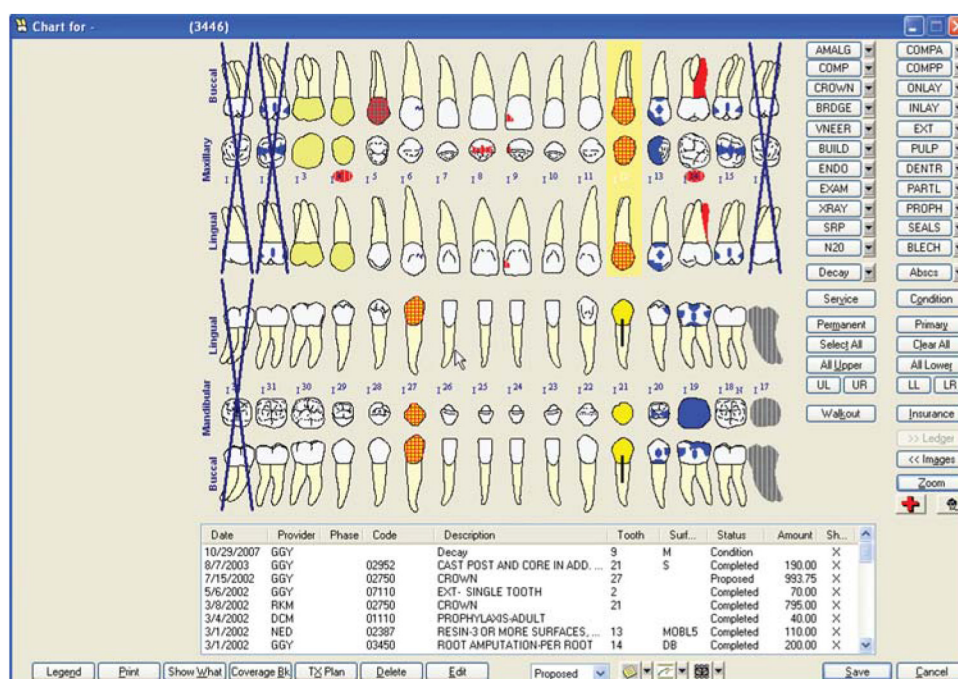 Chart for - (3446)
Buccal
Maxillary
I 3 I 5 I 6 I 7 I 8 I 9 I 10 I 11 I 12 I 13 I 15
Lingual
Lingual
Mandibular
I 31 I 30 I 29 I 28 I 27 I 26 I 25 I 24 I 23 I 22 I 21 I 20 I 19 I 18 I 17
Buccal
AMALG COMPA
COMP COMPP
CROWN ONLAY
BRDGE INLAY
VNEER EXT
BUILD PULP
ENDO DENTR
EXAM PARTL
XRAY PROPH
SRP SEALS
N20 BLECH
Decay Abscs
Service Condition
Permanent Primary
Select All Clear All
All Upper All Lower
UL UR LL LR
Walkout Insurance
>> Ledger
<< Images
Zoom
Date Provider Phase Code Description Tooth Surf... Status Amount Sh...
10/29/2007 GGY Decay 9 M Condition X
8/7/2003 GGY 02952 CAST POST AND CORE IN ADD. ... 21 S Completed 190.00 X
7/15/2002 GGY 02750 CROWN 27 Proposed 993.75 X
5/6/2002 GGY 07110 EXT- SINGLE TOOTH 2 Completed 70.00 X
3/8/2002 RKM 02750 CROWN 21 Completed 795.00 X
3/4/2002 DCM 01110 PROPHYLAXIS-ADULT Completed 40.00 X
3/1/2002 NED 02387 RESIN-3 OR MORE SURFACES, ... 13 MOBL5 Completed 110.00 X
3/1/2002 GGY 03450 ROOT AMPUTATION-PER ROOT 14 DB Completed 200.00 X
Legend Print Show What Coverage Bk TX Plan Delete Edit Proposed Save Cancel